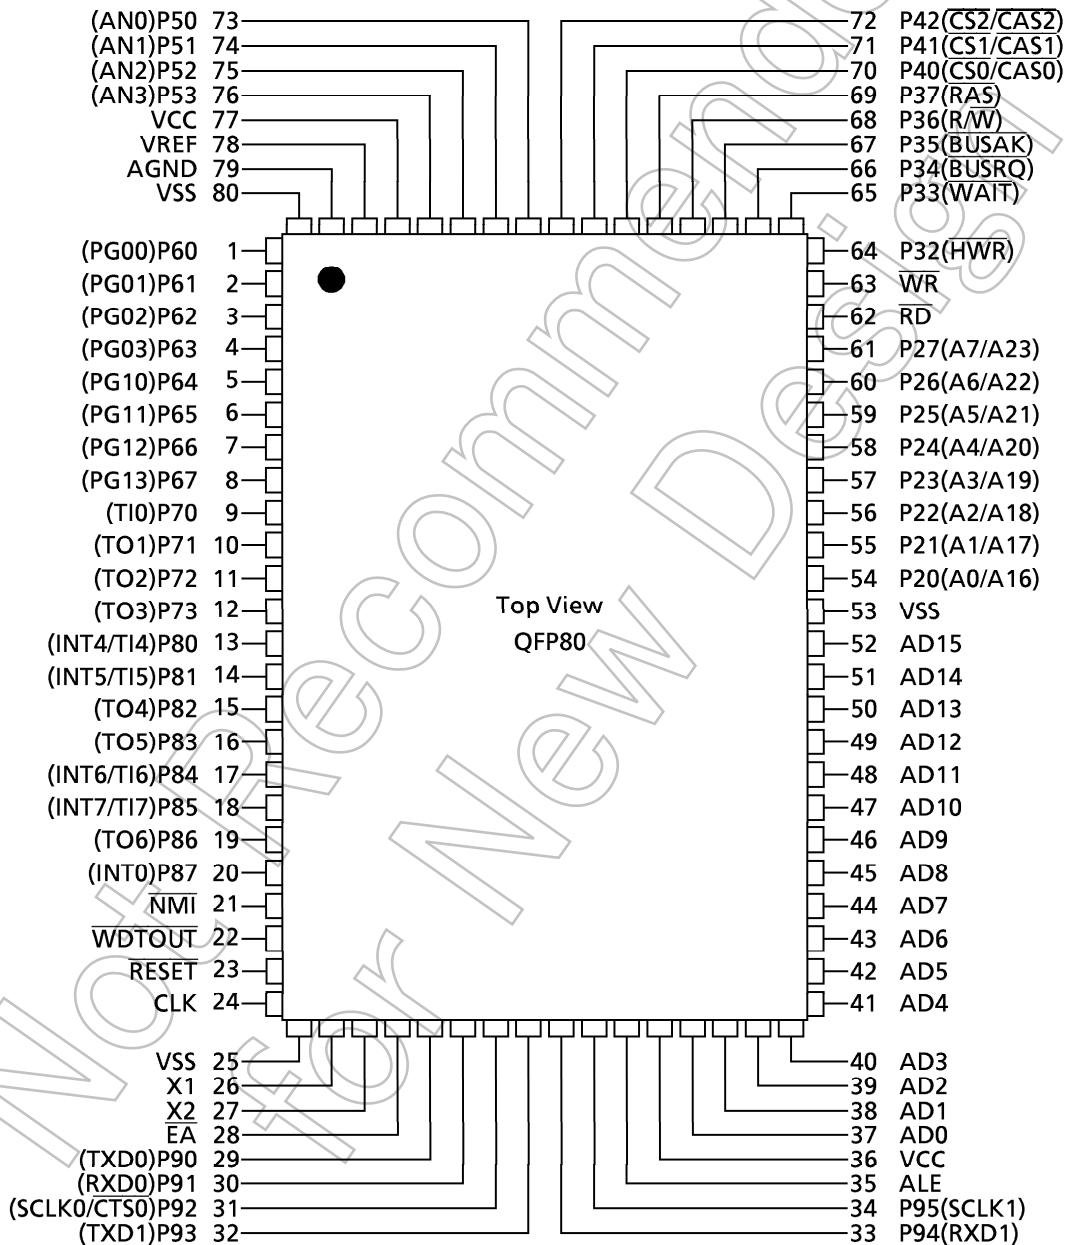 (AN0)P50 73
(AN1)P51 74
(AN2)P52 75
(AN3)P53 76
VCC 77
VREF 78
AGND 79
VSS 80
72 P42(CS2/CAS2)
71 P41(CS1/CAS1)
70 P40(CS0/CAS0)
69 P37(RAS)
68 P36(R/W)
67 P35(BUSAK)
66 P34(BUSRQ)
65 P33(WAIT)
(PG00)P60 1
(PG01)P61 2
(PG02)P62 3
(PG03)P63 4
(PG10)P64 5
(PG11)P65 6
(PG12)P66 7
(PG13)P67 8
(TI0)P70 9
(TO1)P71 10
(TO2)P72 11
(TO3)P73 12
(INT4/TI4)P80 13
(INT5/TI5)P81 14
(TO4)P82 15
(TO5)P83 16
(INT6/TI6)P84 17
(INT7/TI7)P85 18
(TO6)P86 19
(INT0)P87 20
NMI 21
WDTOUT 22
RESET 23
CLK 24
Top View
QFP80
64 P32(HWR)
63 WR
62 RD
61 P27(A7/A23)
60 P26(A6/A22)
59 P25(A5/A21)
58 P24(A4/A20)
57 P23(A3/A19)
56 P22(A2/A18)
55 P21(A1/A17)
54 P20(A0/A16)
53 VSS
52 AD15
51 AD14
50 AD13
49 AD12
48 AD11
47 AD10
46 AD9
45 AD8
44 AD7
43 AD6
42 AD5
41 AD4
VSS 25
X1 26
X2 27
EA 28
(TXD0)P90 29
(RXD0)P91 30
(SCLK0/CTS0)P92 31
(TXD1)P93 32
40 AD3
39 AD2
38 AD1
37 AD0
36 VCC
35 ALE
34 P95(SCLK1)
33 P94(RXD1)
Not Recommende
for New Design